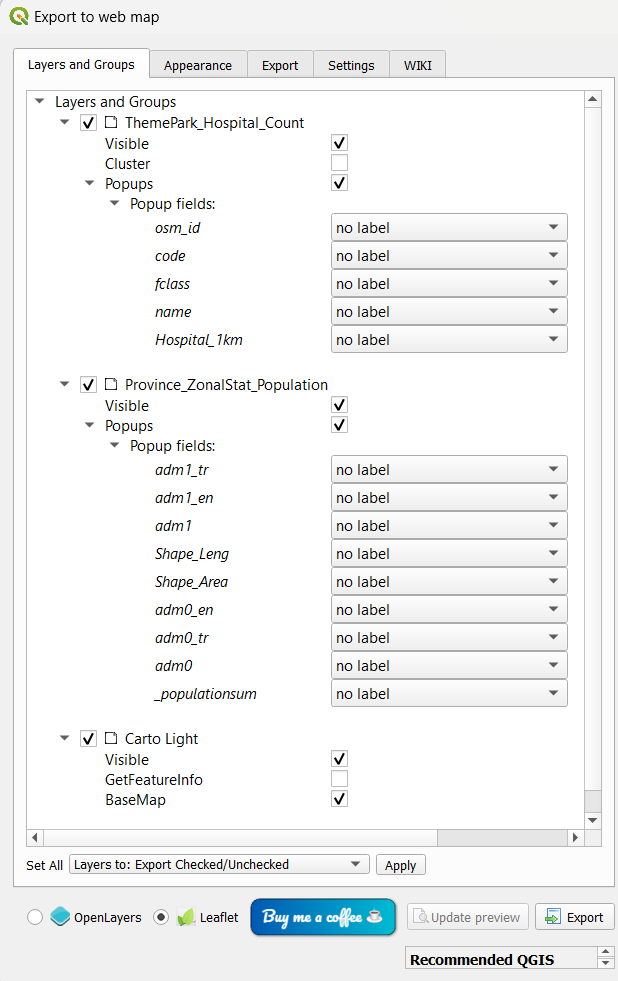 Export to web map
Layers and Groups Appearance Export Settings WIKI
Layers and Groups
ThemePark_Hospital_Count
Visible
Cluster
Popups
Popup fields:
osm_id no label
code no label
fclass no label
name no label
Hospital_1km no label
Province_ZonalStat_Population
Visible
Popups
Popup fields:
adm1_tr no label
adm1_en no label
adm1 no label
Shape_Leng no label
Shape_Area no label
adm0_en no label
adm0_tr no label
adm0 no label
_populationsum no label
Carto Light
Visible
GetFeatureInfo
BaseMap
Set All Layers to: Export Checked/Unchecked Apply
OpenLayers Leaflet Buy me a coffee Update preview Export
Recommended QGIS